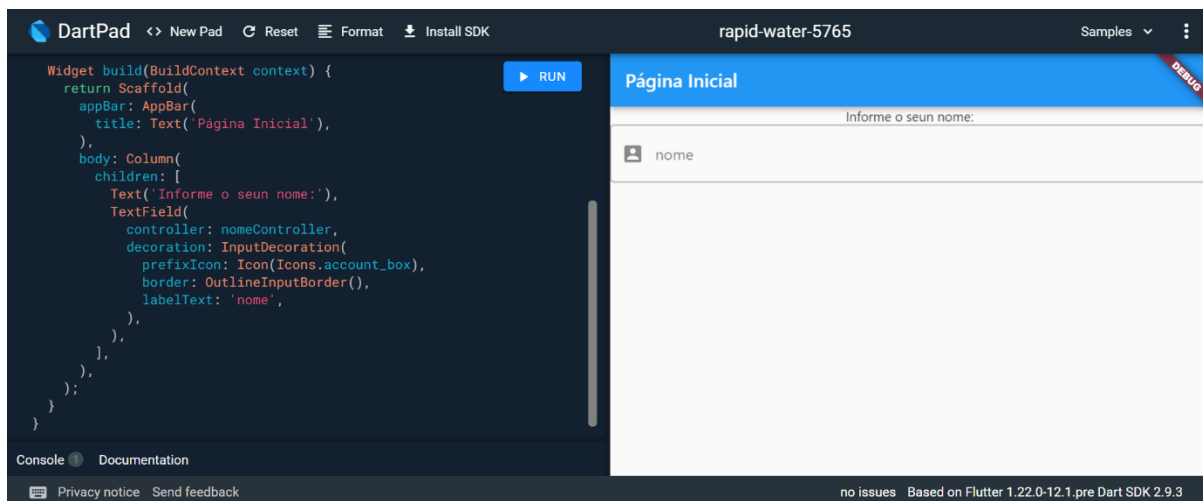 DartPad <> New Pad Reset Format Install SDK rapid-water-5765 Samples
Widget build(BuildContext context) {
return Scaffold(
appBar: AppBar(
title: Text('Página Inicial'),
),
body: Column(
children: [
Text('Informe o seun nome:'),
TextField(
controller: nomeController,
decoration: InputDecoration(
prefixIcon: Icon(Icons.account_box),
border: OutlineInputBorder(),
labelText: 'nome',
),
),
],
),
);
}
}
RUN
Console 1 Documentation
Página Inicial
DEBUG
Informe o seun nome:
nome
Privacy notice Send feedback no issues Based on Flutter 1.22.0-12.1.pre Dart SDK 2.9.3